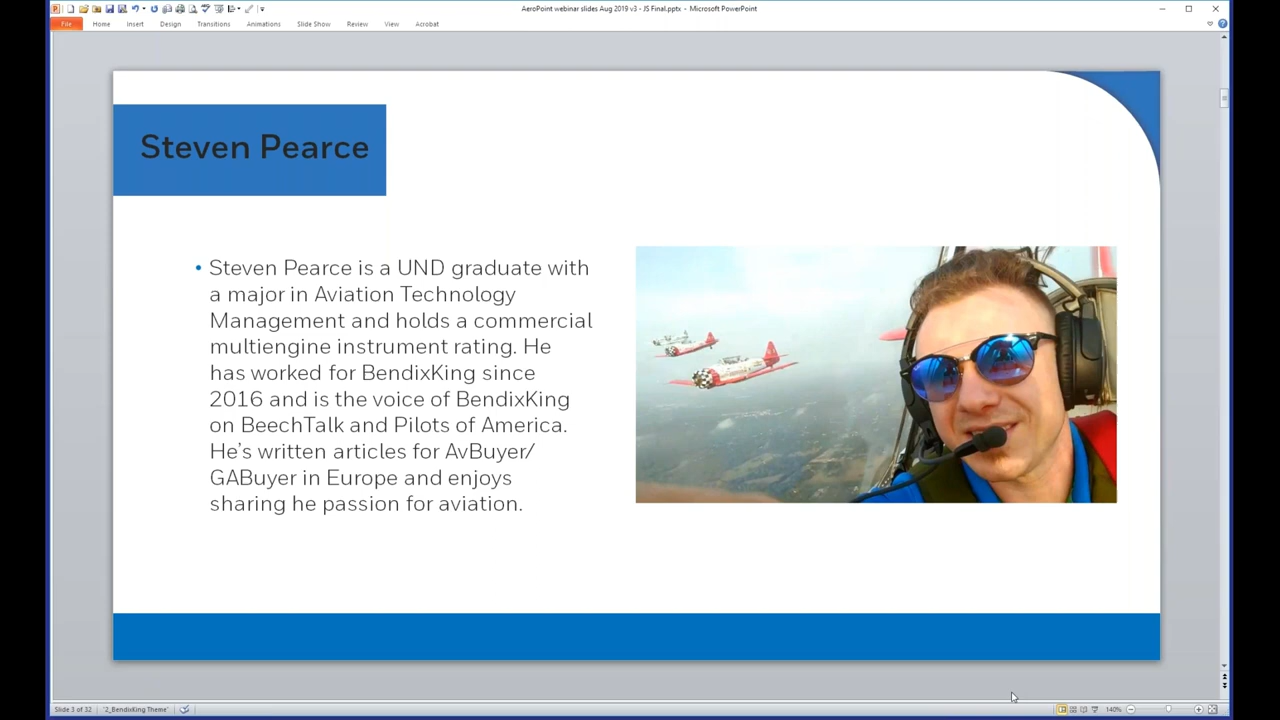 AeroPoint webinar slides Aug 2019 v3 - JS Final.pptx - Microsoft PowerPoint
File Home Insert Design Transitions Animations Slide Show Review View Acrobat
Steven Pearce
• Steven Pearce is a UND graduate with
a major in Aviation Technology
Management and holds a commercial
multiengine instrument rating. He
has worked for BendixKing since
2016 and is the voice of BendixKing
on BeechTalk and Pilots of America.
He’s written articles for AvBuyer/
GABuyer in Europe and enjoys
sharing he passion for aviation.
Slide 3 of 32 "2_BendixKing Theme" 140%